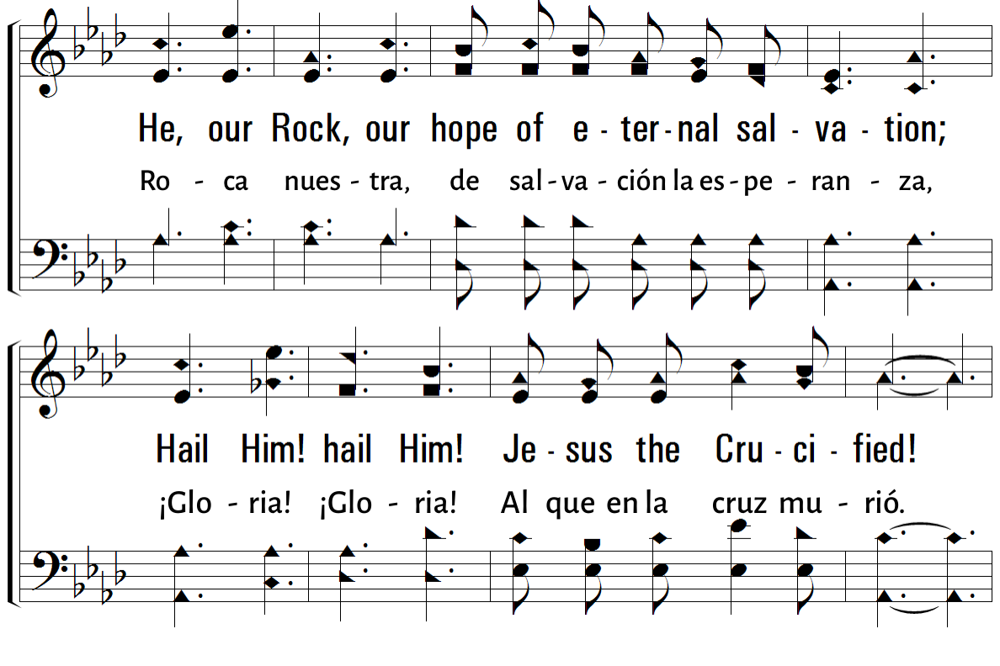 He, our Rock, our hope of e - ter - nal sal - va - tion;
Ro - ca nues - tra, de sal - va - ción la es - pe - ran - za,
Hail Him! hail Him! Je - sus the Cru - ci - fied!
¡Glo - ria! ¡Glo - ria! Al que en la cruz mu - rió.